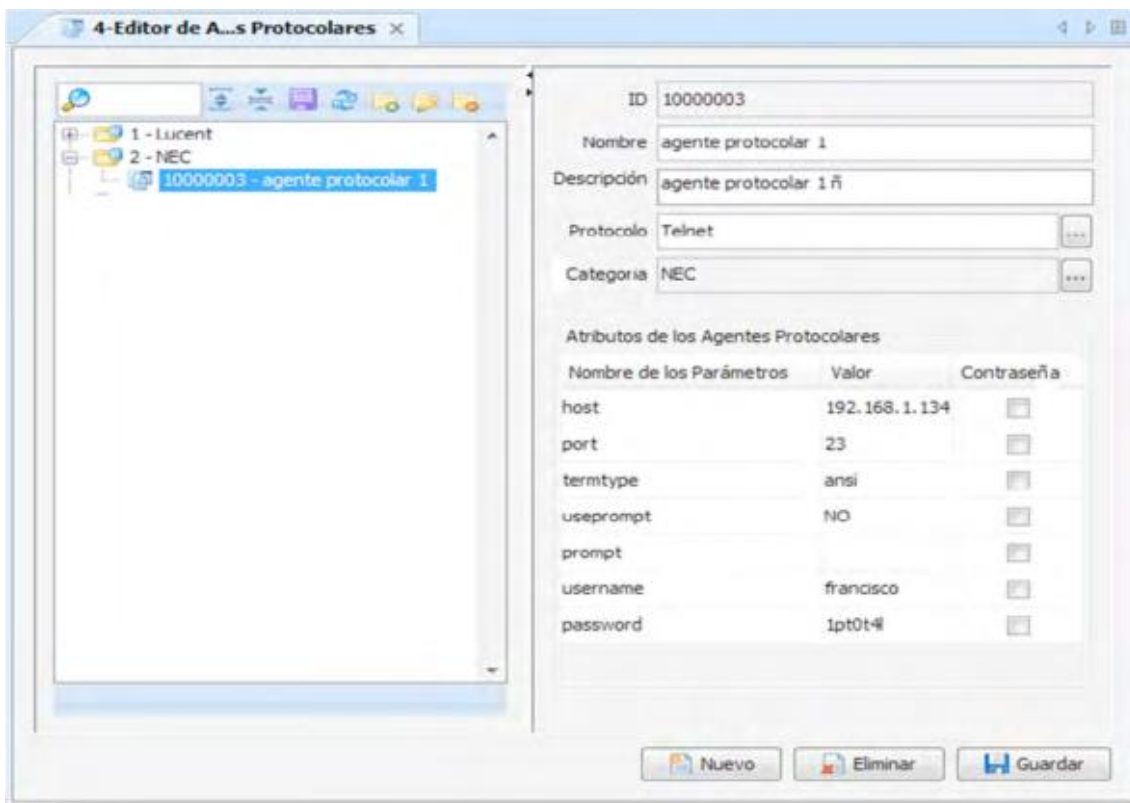 4-Editor de A...s Protocolares
1 - Lucent
2 - NEC
10000003 - agente protocolar 1
ID 10000003
Nombre agente protocolar 1
Descripción agente protocolar 1 ñ
Protocolo Telnet ...
Categoria NEC ...
Atributos de los Agentes Protocolares
Nombre de los Parámetros Valor Contraseña
host 192.168.1.134
port 23
termtype ansi
useprompt NO
prompt
username francisco
password
Nuevo Eliminar Guardar